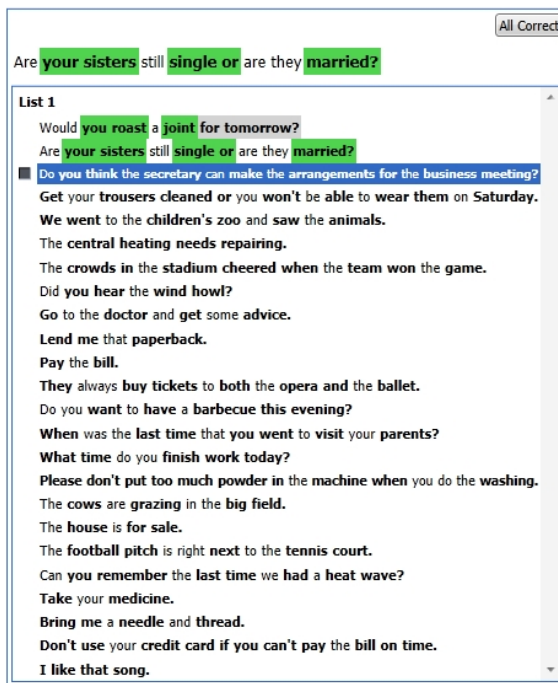 All Correct
Are your sisters still single or are they married?
List 1
Would you roast a joint for tomorrow?
Are your sisters still single or are they married?
Do you think the secretary can make the arrangements for the business meeting?
Get your trousers cleaned or you won't be able to wear them on Saturday.
We went to the children's zoo and saw the animals.
The central heating needs repairing.
The crowds in the stadium cheered when the team won the game.
Did you hear the wind howl?
Go to the doctor and get some advice.
Lend me that paperback.
Pay the bill.
They always buy tickets to both the opera and the ballet.
Do you want to have a barbecue this evening?
When was the last time that you went to visit your parents?
What time do you finish work today?
Please don't put too much powder in the machine when you do the washing.
The cows are grazing in the big field.
The house is for sale.
The football pitch is right next to the tennis court.
Can you remember the last time we had a heat wave?
Take your medicine.
Bring me a needle and thread.
Don't use your credit card if you can't pay the bill on time.
I like that song.